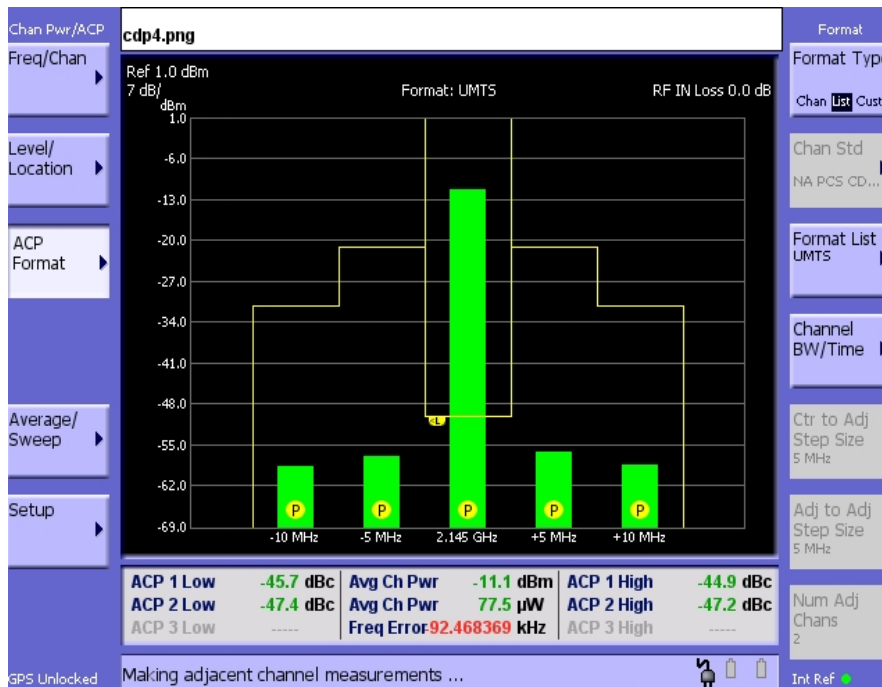 Chan Pwr/ACP
cdp4.png
Format
Freq/Chan
Level/
Location
ACP
Format
Average/
Sweep
Setup
GPS Unlocked
Ref 1.0 dBm
7 dB/
dBm
Format: UMTS
RF IN Loss 0.0 dB
1.0
-6.0
-13.0
-20.0
-27.0
-34.0
-41.0
-48.0
-55.0
-62.0
-69.0
<L
P P P P P
-10 MHz -5 MHz 2.145 GHz +5 MHz +10 MHz
ACP 1 Low -45.7 dBc Avg Ch Pwr -11.1 dBm ACP 1 High -44.9 dBc
ACP 2 Low -47.4 dBc Avg Ch Pwr 77.5 µW ACP 2 High -47.2 dBc
ACP 3 Low ----- Freq Error -92.468369 kHz ACP 3 High -----
Making adjacent channel measurements ...
Format Typ
Chan List Cust
Chan Std
NA PCS CD...
Format List
UMTS
Channel
BW/Time
Ctr to Adj
Step Size
5 MHz
Adj to Adj
Step Size
5 MHz
Num Adj
Chans
2
Int Ref